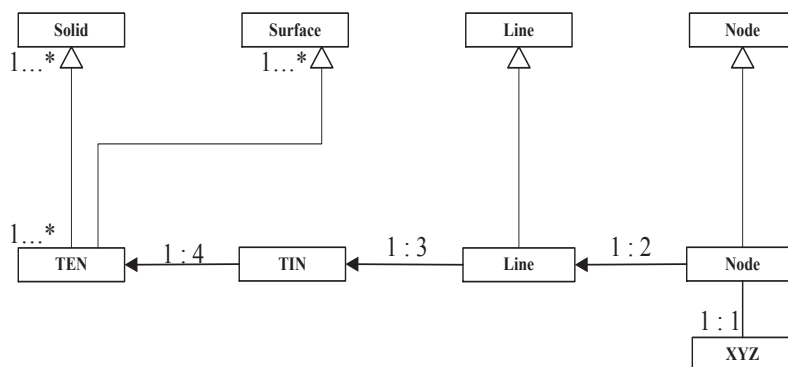 Solid Surface Line Node
1...* 1...*
1...*
1 : 4 1 : 3 1 : 2
TEN TIN Line Node
1 : 1
XYZ